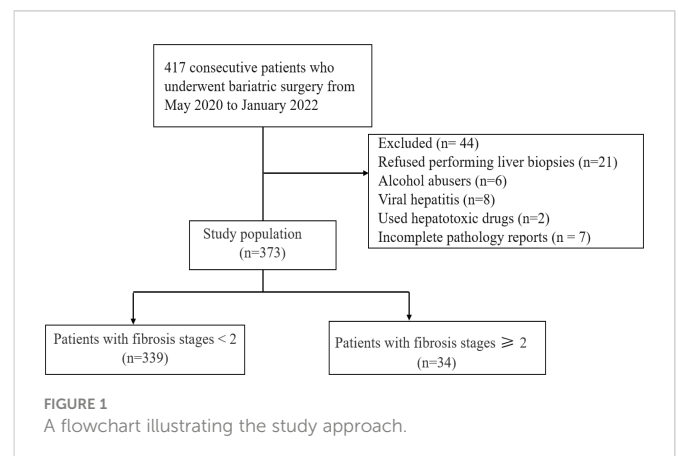 417 consecutive patients who
underwent bariatric surgery from
May 2020 to January 2022
Excluded (n= 44)
Refused performing liver biopsies (n=21)
Alcohol abusers (n=6)
Viral hepatitis (n=8)
Used hepatotoxic drugs (n=2)
Incomplete pathology reports (n = 7)
Study population
(n=373)
Patients with fibrosis stages < 2
(n=339)
Patients with fibrosis stages ⩾ 2
(n=34)
FIGURE 1
A flowchart illustrating the study approach.